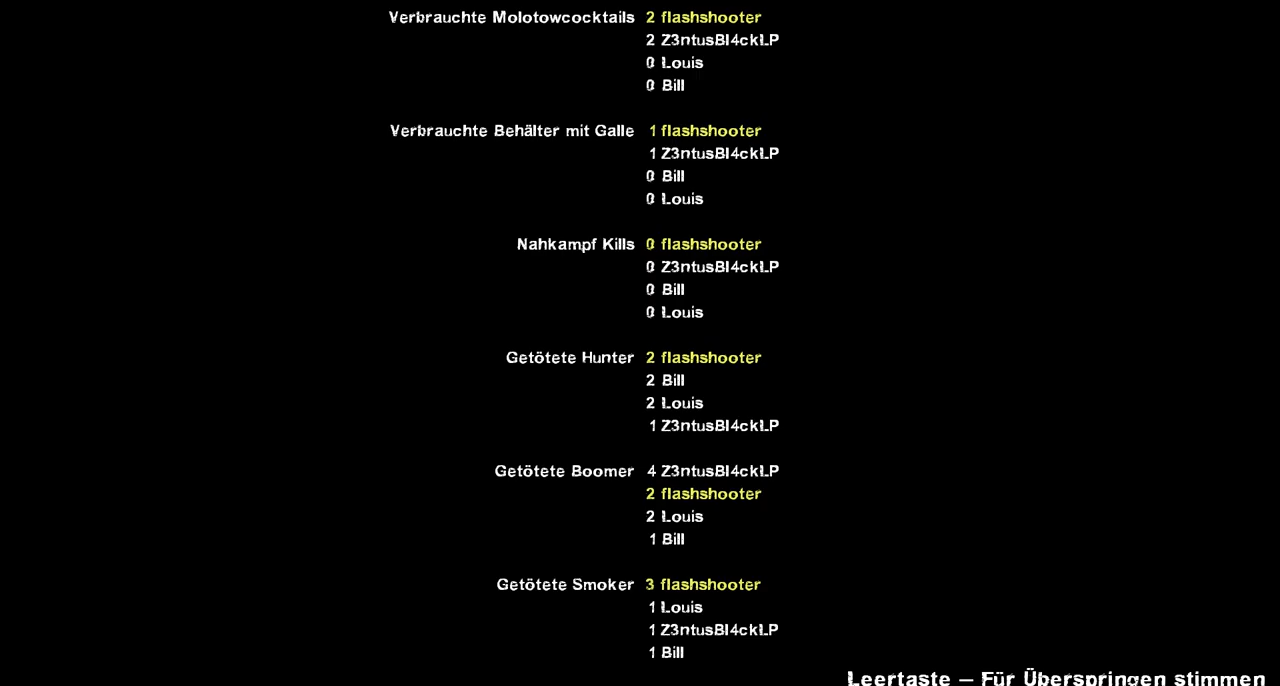 Verbrauchte Molotowcocktails 2 flashshooter
2 Z3ntusBl4ckLP
0 Louis
0 Bill
Verbrauchte Behälter mit Galle 1 flashshooter
1 Z3ntusBl4ckLP
0 Bill
0 Louis
Nahkampf Kills 0 flashshooter
0 Z3ntusBl4ckLP
0 Bill
0 Louis
Getötete Hunter 2 flashshooter
2 Bill
2 Louis
1 Z3ntusBl4ckLP
Getötete Boomer 4 Z3ntusBl4ckLP
2 flashshooter
2 Louis
1 Bill
Getötete Smoker 3 flashshooter
1 Louis
1 Z3ntusBl4ckLP
1 Bill
Leertaste – Für Überspringen stimmen